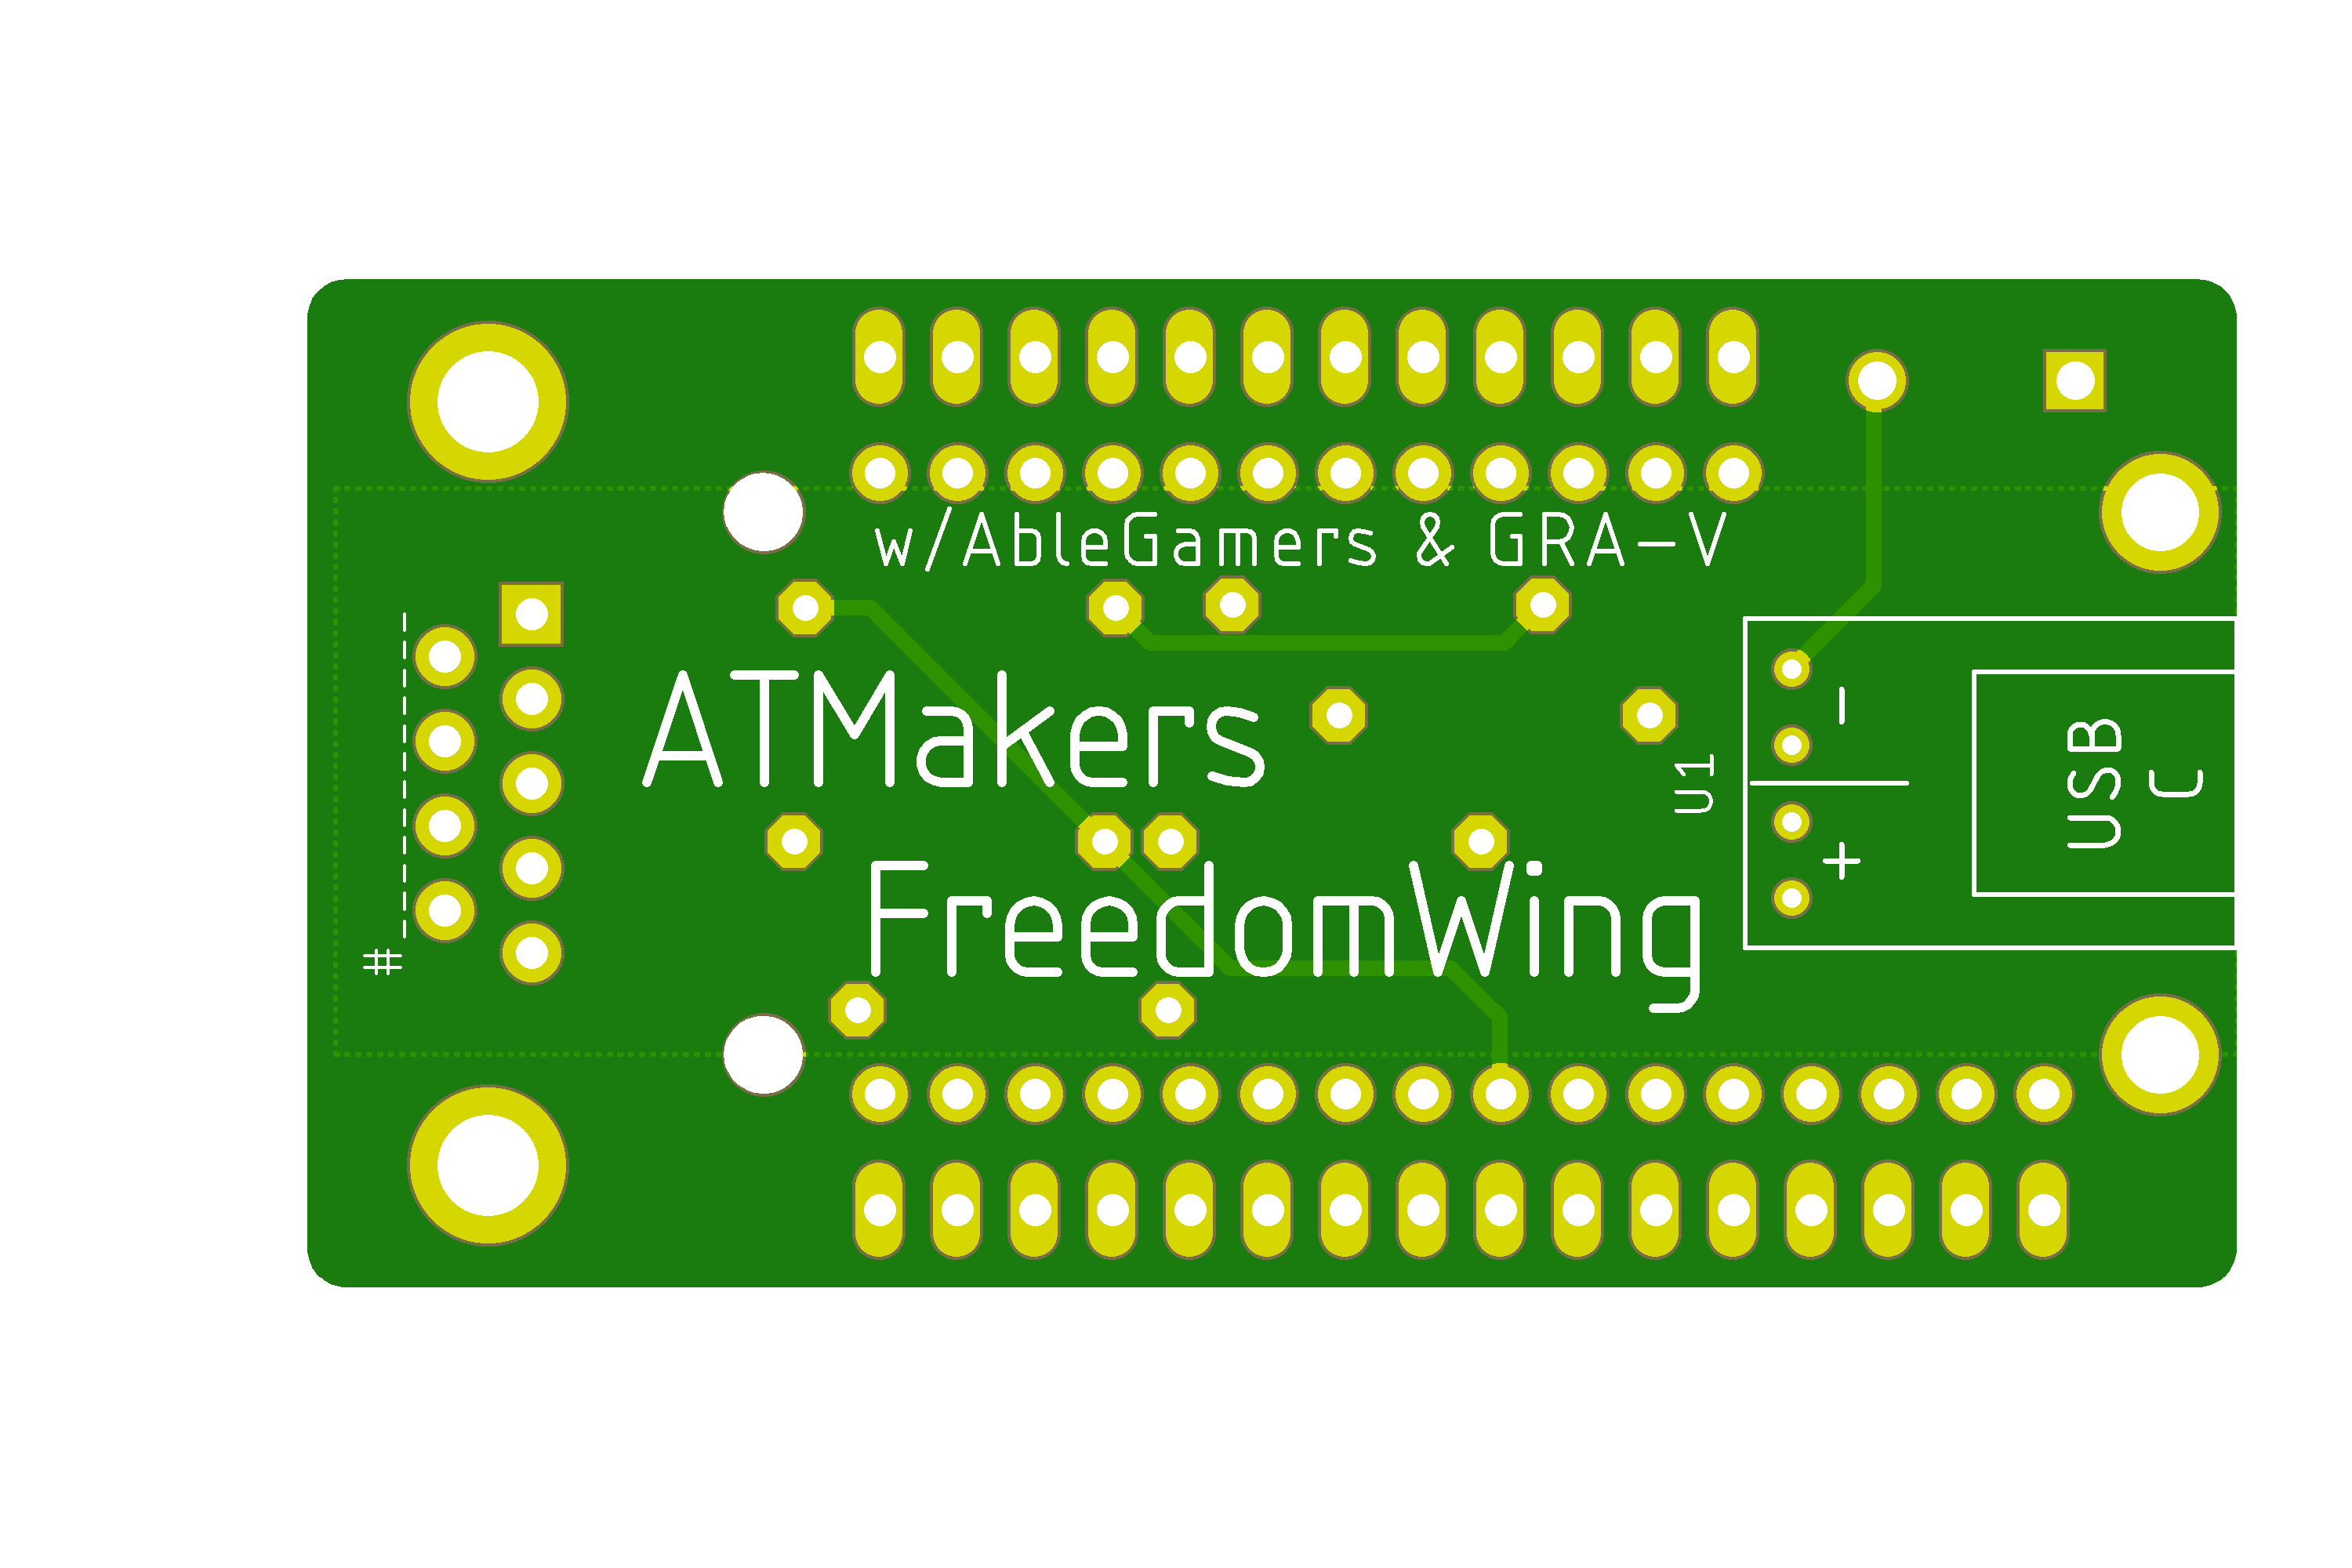 w/AbleGamers & GRA-V
ATMakers
FreedomWing
U1
-
+
USB
C
#